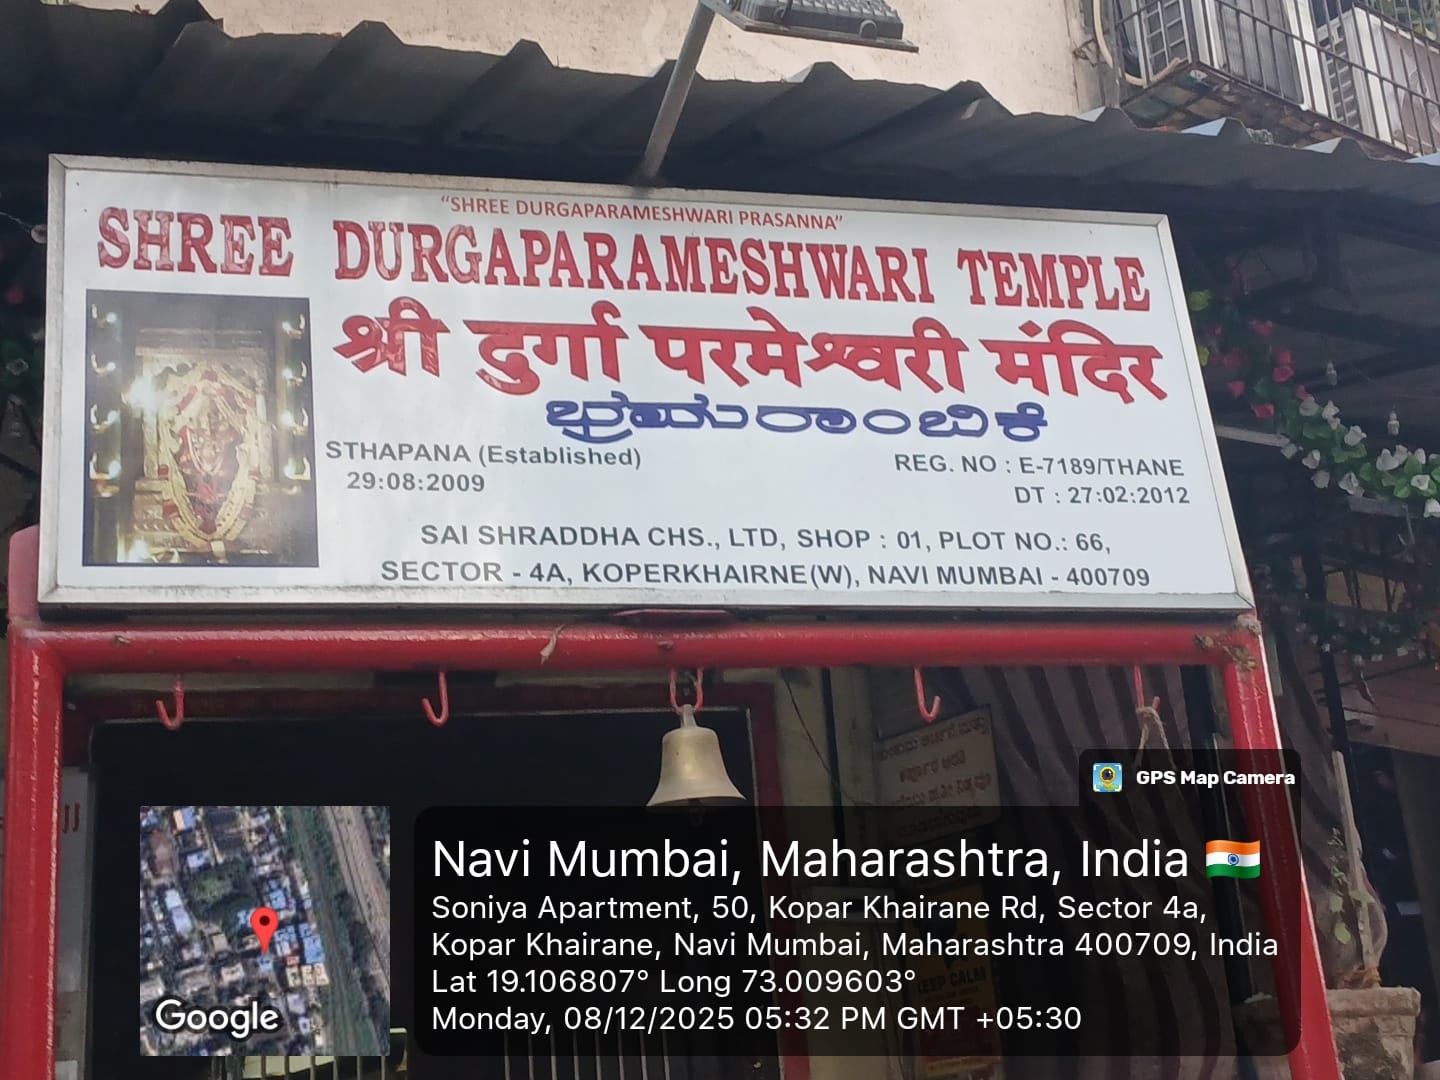 "SHREE DURGAPARAMESHWARI PRASANNA"
SHREE DURGAPARAMESHWARI TEMPLE
श्री दुर्गा परमेश्वरी मंदिर
ಭ್ರಮರಾಂಬಿಕೆ
STHAPANA (Established)
29:08:2009
REG. NO : E-7189/THANE
DT : 27:02:2012
SAI SHRADDHA CHS., LTD, SHOP : 01, PLOT NO.: 66,
SECTOR - 4A, KOPERKHAIRNE(W), NAVI MUMBAI - 400709
GPS Map Camera
Navi Mumbai, Maharashtra, India
Soniya Apartment, 50, Kopar Khairane Rd, Sector 4a,
Kopar Khairane, Navi Mumbai, Maharashtra 400709, India
Lat 19.106807° Long 73.009603°
Monday, 08/12/2025 05:32 PM GMT +05:30
Google
KEEP CALM